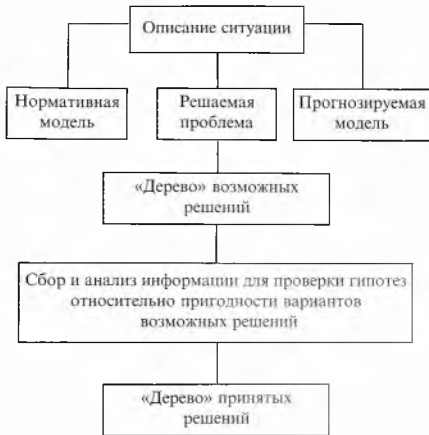 Описание ситуации
Нормативная
модель
Решаемая
проблема
Прогнозируемая
модель
«Дерево» возможных
решений
Сбор и анализ информации для проверки гипотез
относительно пригодности вариантов
возможных решений
«Дерево» принятых
решений